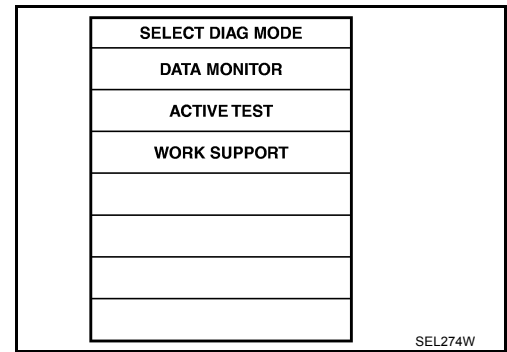 SELECT DIAG MODE
DATA MONITOR
ACTIVE TEST
WORK SUPPORT
SEL274W